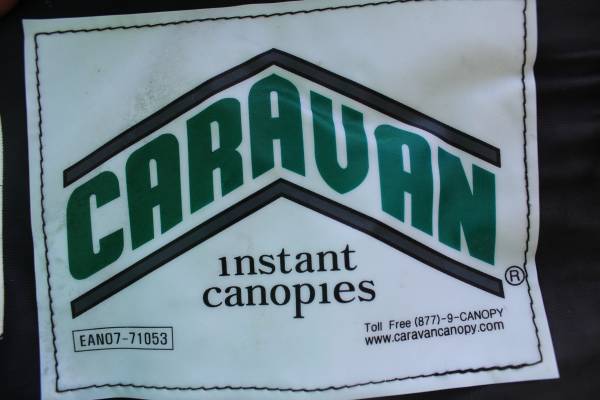 CARAVAN
®
instant
canopies
EAN07-71053
Toll Free (877)-9-CANOPY
www.caravancanopy.com